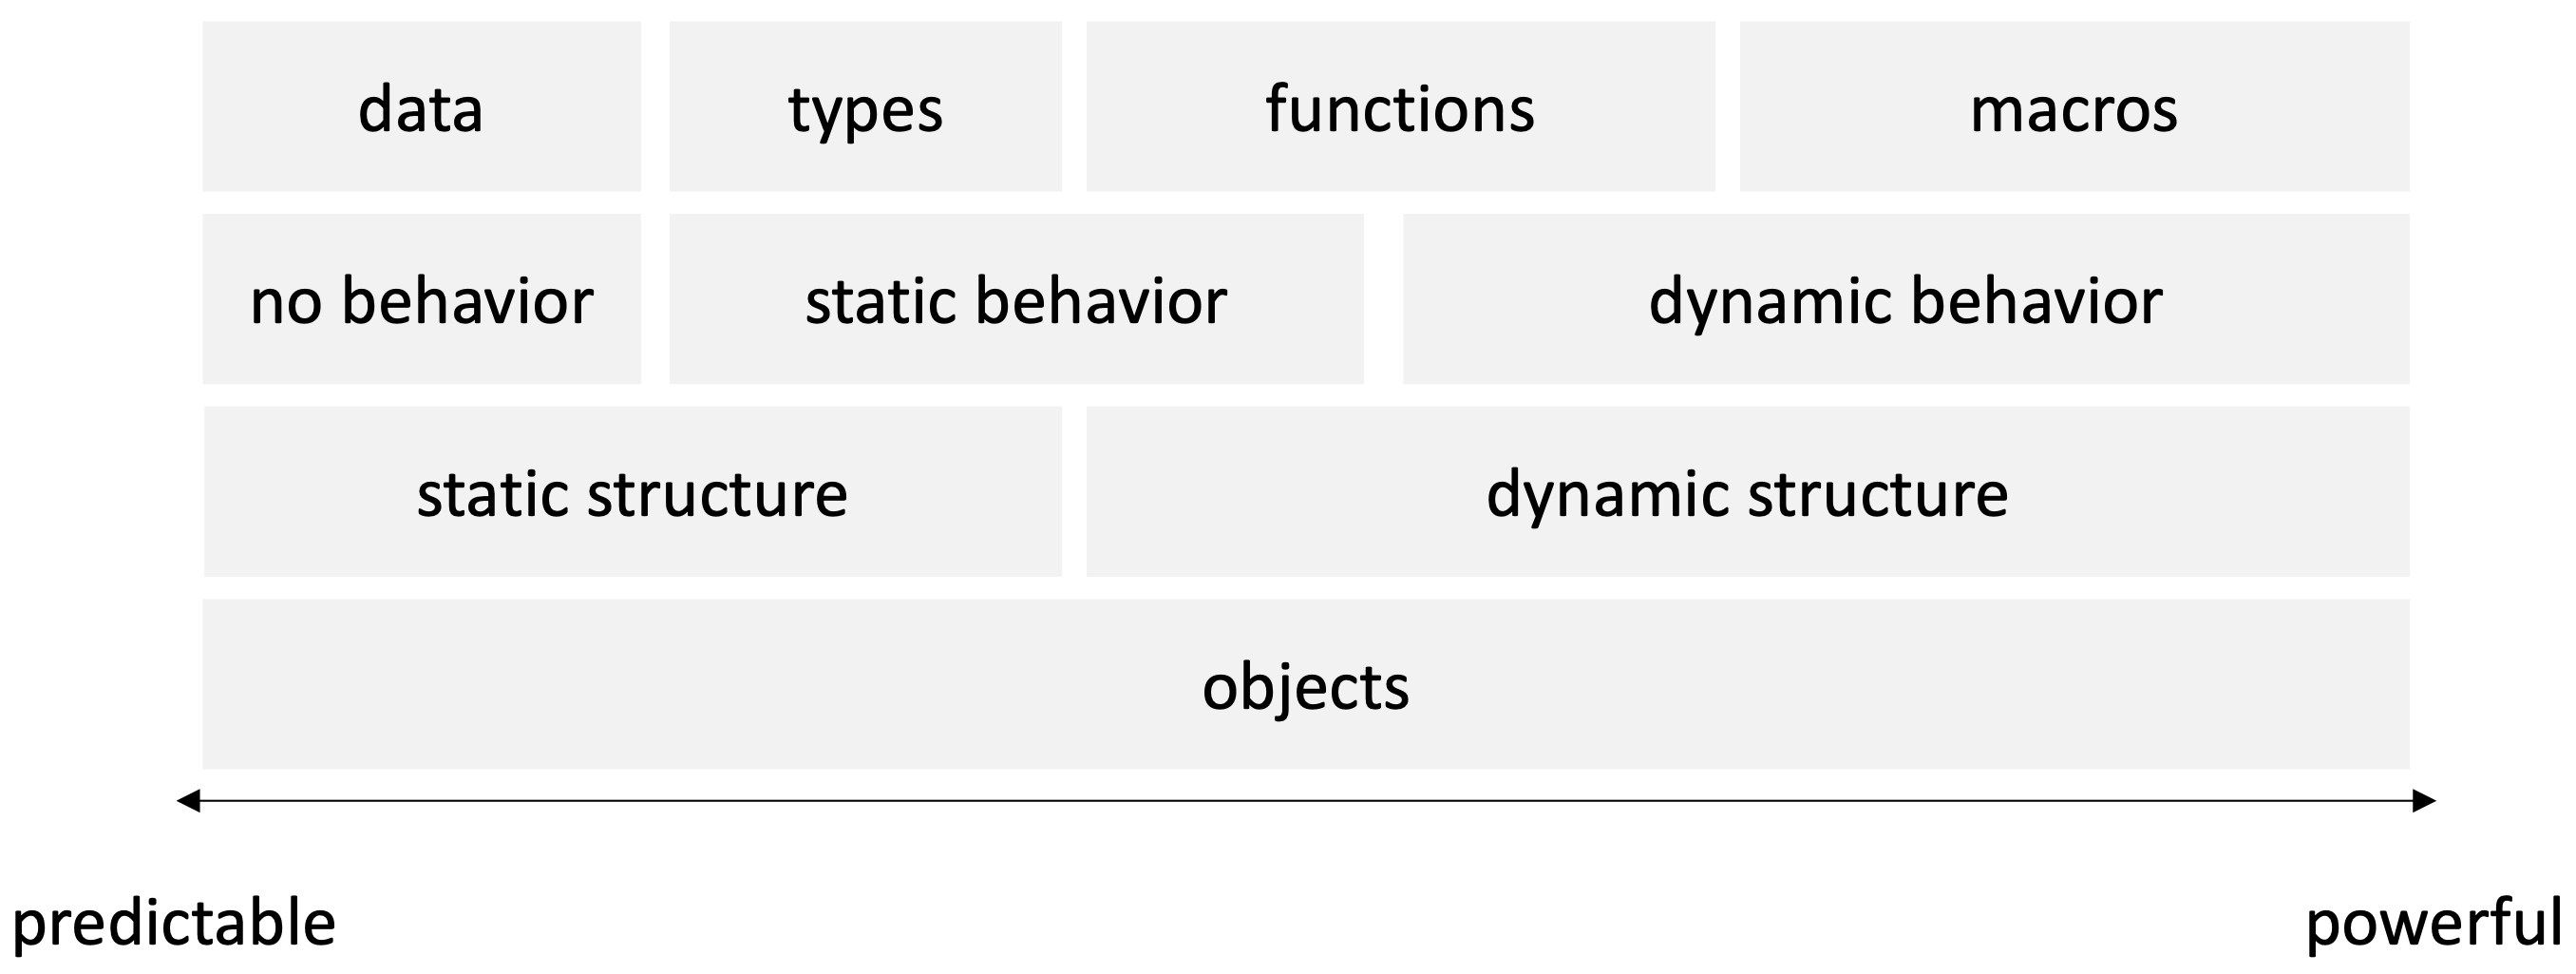 data types functions macros
no behavior static behavior dynamic behavior
static structure dynamic structure
objects
predictable powerful